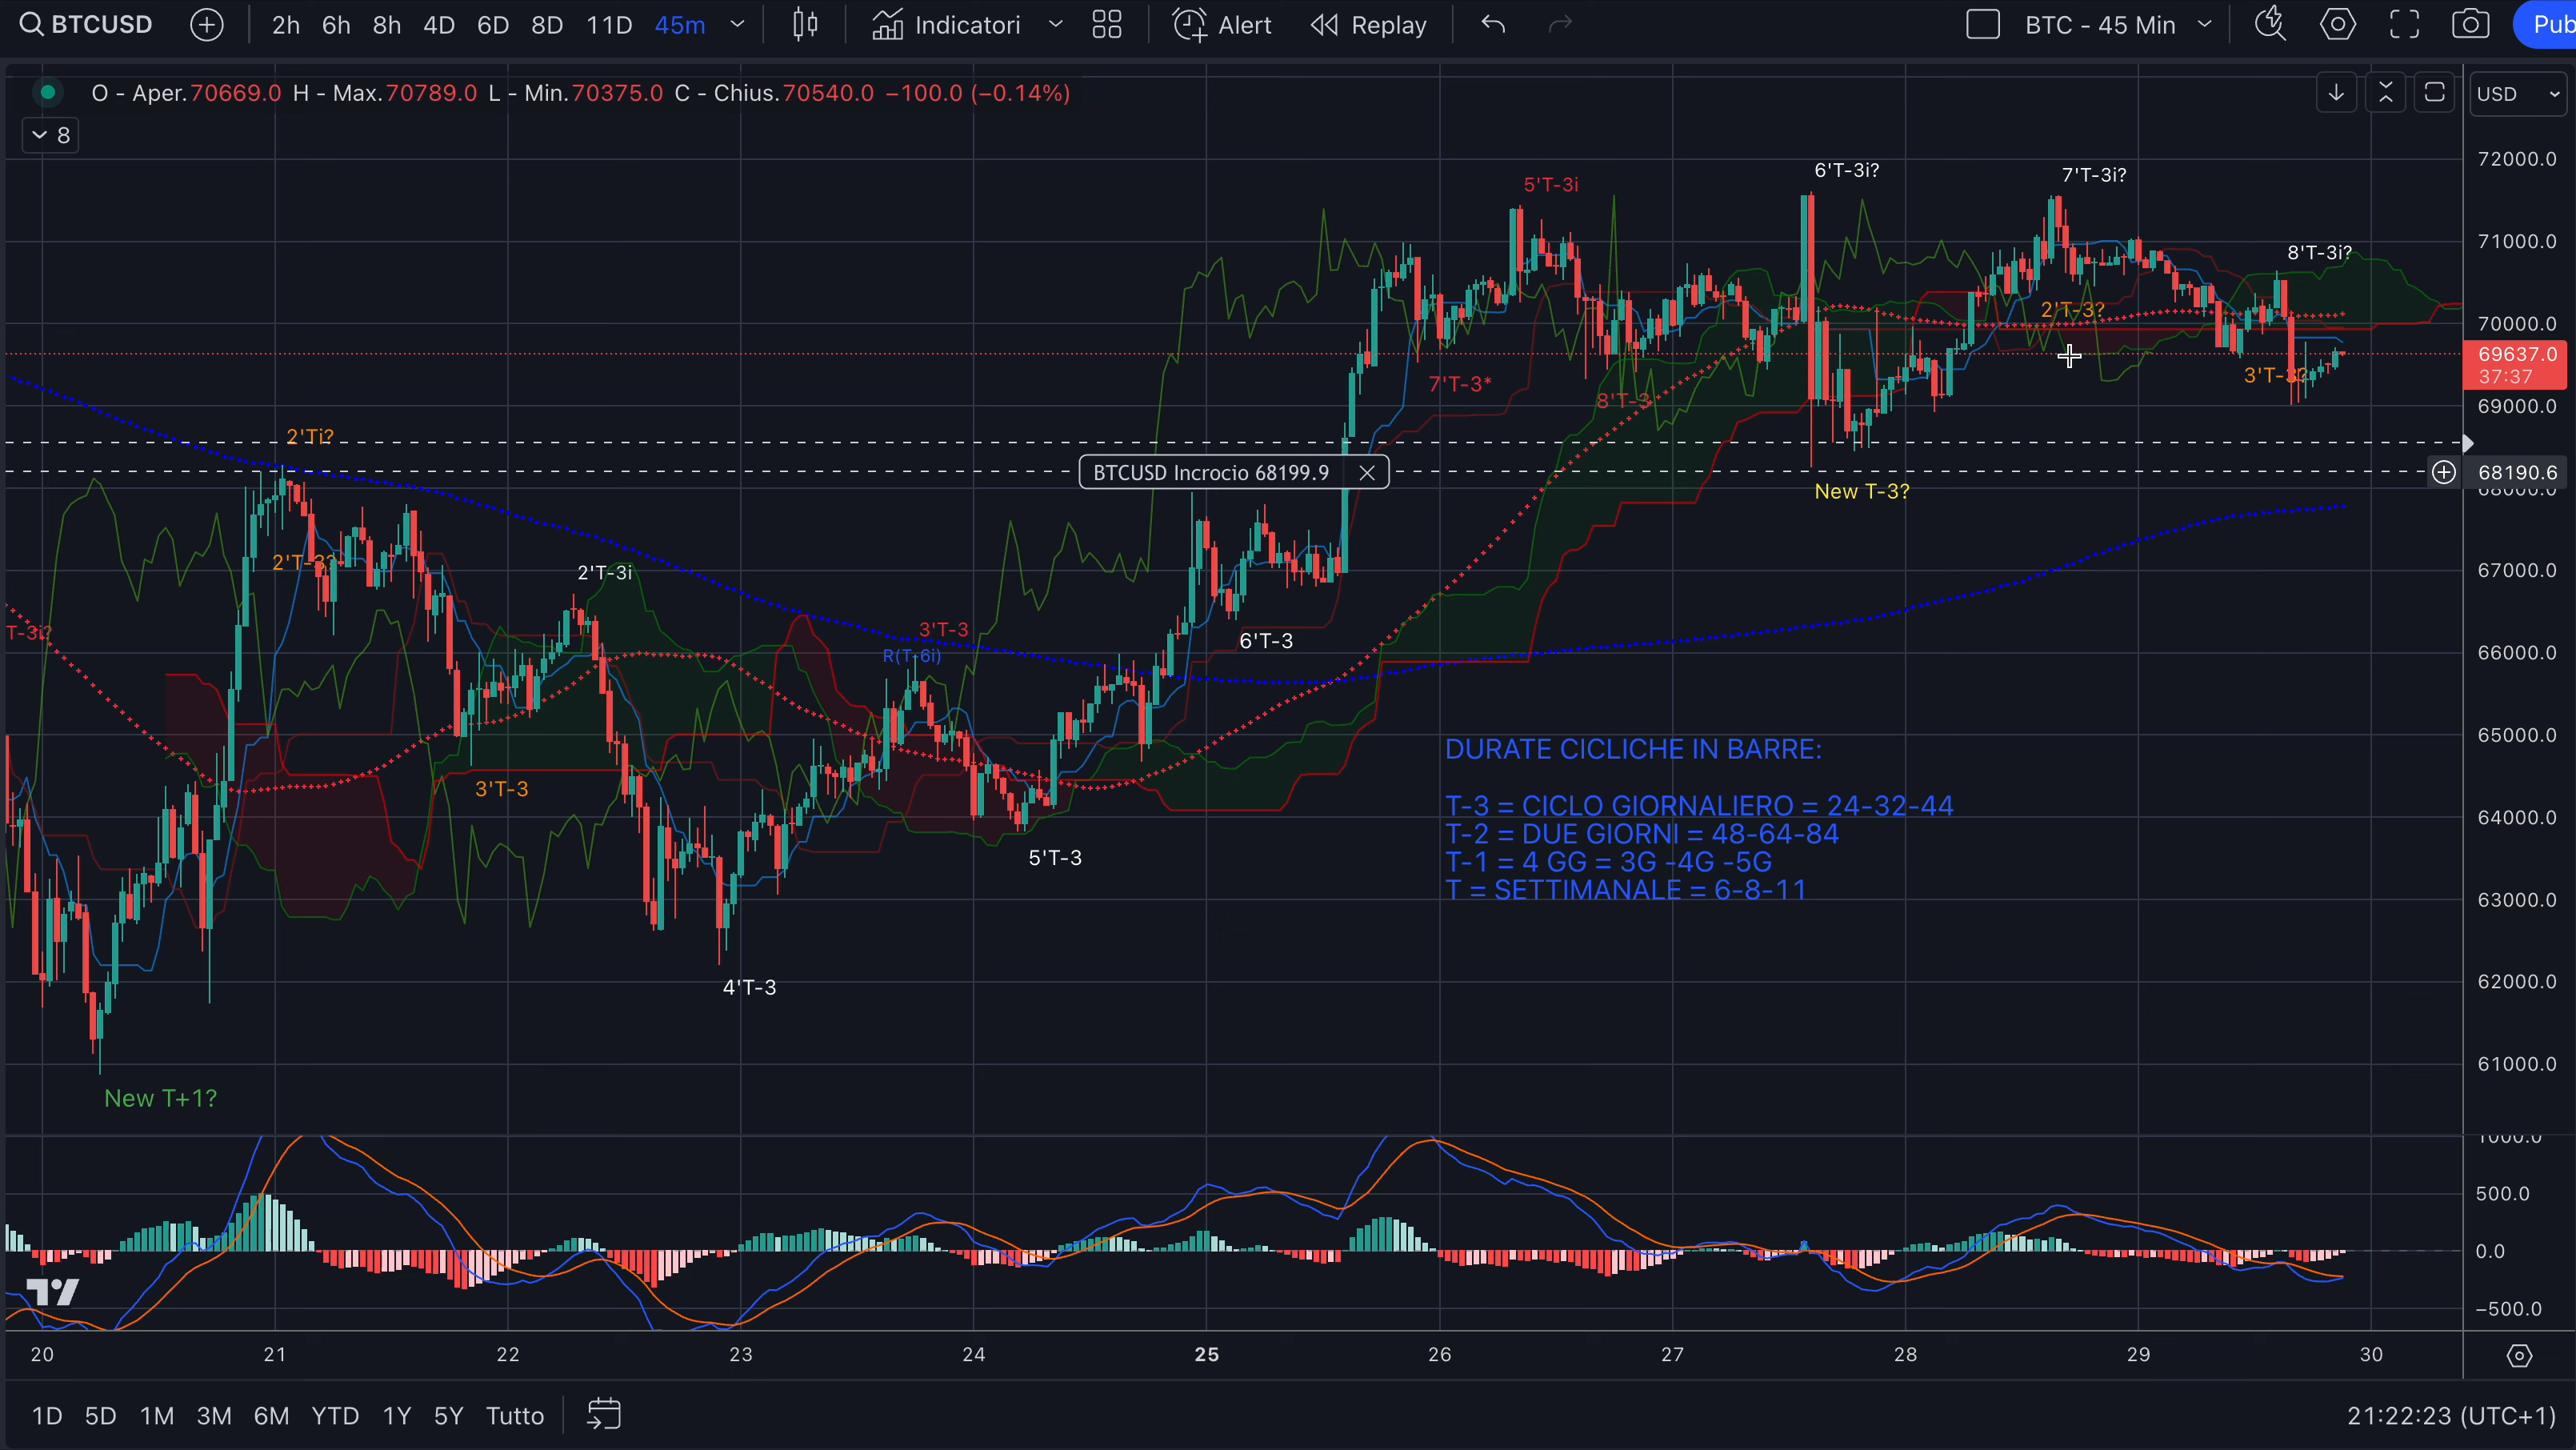 BTCUSD 2h 6h 8h 4D 6D 8D 11D 45m Indicatori Alert Replay BTC - 45 Min Pub
O - Aper.70669.0 H - Max.70789.0 L - Min.70375.0 C - Chius.70540.0 −100.0 (−0.14%)
USD
8
72000.0
71000.0
70000.0
69637.0
37:37
69000.0
68190.6
68000.0
67000.0
66000.0
65000.0
64000.0
63000.0
62000.0
61000.0
6'T-3i?
7'T-3i?
5'T-3i
8'T-3i?
2'T-3?
3'T-3?
7'T-3*
8'T-3
2'Ti?
BTCUSD Incrocio 68199.9
New T-3?
2'T-3?
2'T-3i
T-3i?
3'T-3
R(T+6i)
6'T-3
3'T-3
5'T-3
4'T-3
New T+1?
DURATE CICLICHE IN BARRE:
T-3 = CICLO GIORNALIERO = 24-32-44
T-2 = DUE GIORNI = 48-64-84
T-1 = 4 GG = 3G -4G -5G
T = SETTIMANALE = 6-8-11
1000.0
500.0
0.0
−500.0
20 21 22 23 24 25 26 27 28 29 30
1D 5D 1M 3M 6M YTD 1Y 5Y Tutto
21:22:23 (UTC+1)